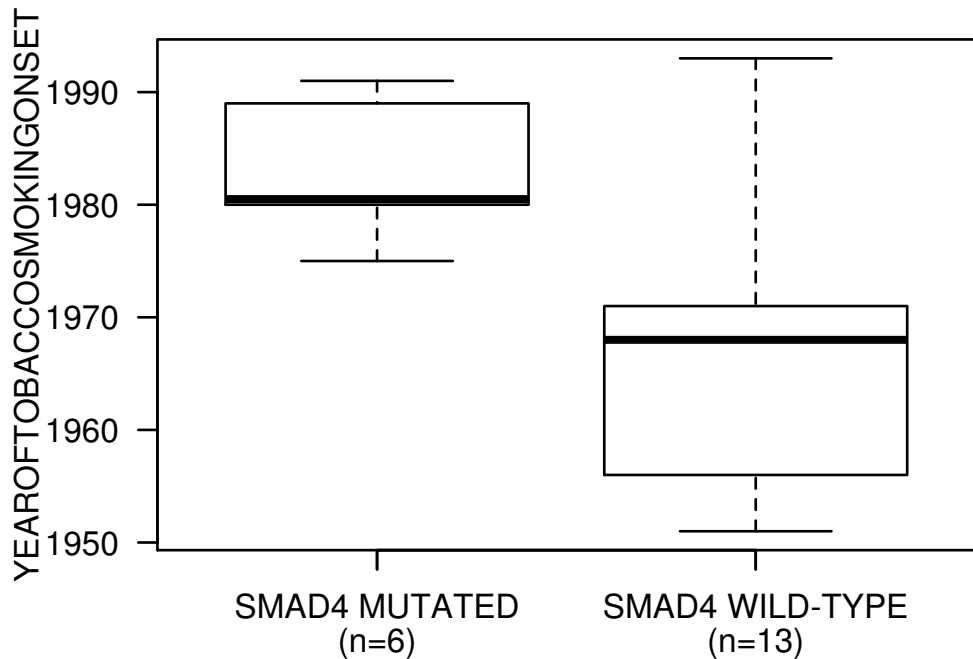 YEAROFTOBACCOSMOKINGONSET
1990
1980
1970
1960
1950
SMAD4 MUTATED
(n=6)
SMAD4 WILD-TYPE
(n=13)